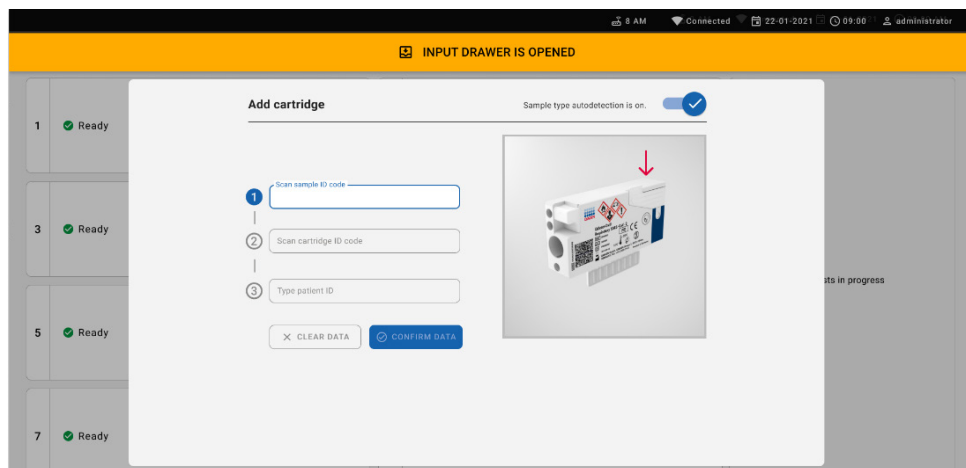 8 AM Connected 22-01-2021 09:00 administrator
INPUT DRAWER IS OPENED
Add cartridge
Sample type autodetection is on.
1 Ready
3 Ready
5 Ready
7 Ready
1 Scan sample ID code
2 Scan cartridge ID code
3 Type patient ID
CLEAR DATA
CONFIRM DATA
sts in progress